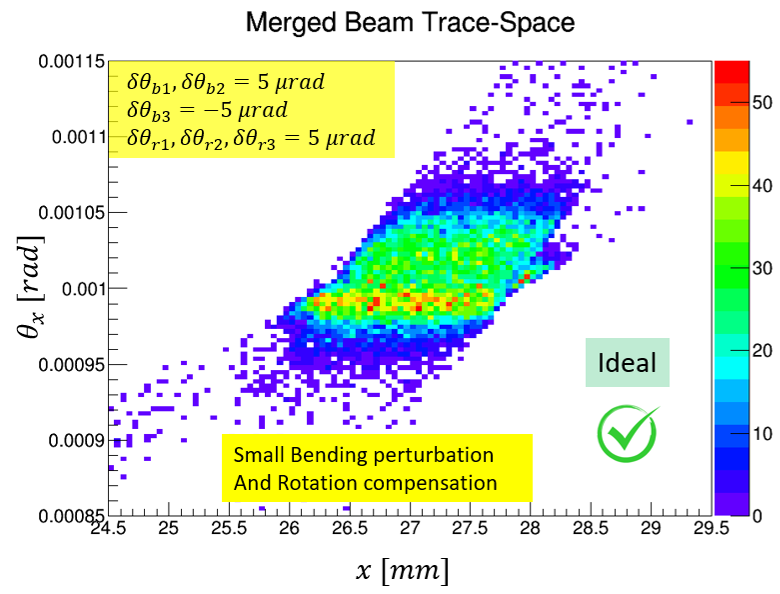 Merged Beam Trace-Space
0.00115
0.0011
0.00105
0.001
0.00095
0.0009
0.00085
θx [rad]
δθb1, δθb2 = 5 μrad
δθb3 = −5 μrad
δθr1, δθr2, δθr3 = 5 μrad
Ideal
Small Bending perturbation
And Rotation compensation
50
40
30
20
10
0
24.5 25 25.5 26 26.5 27 27.5 28 28.5 29 29.5
x [mm]